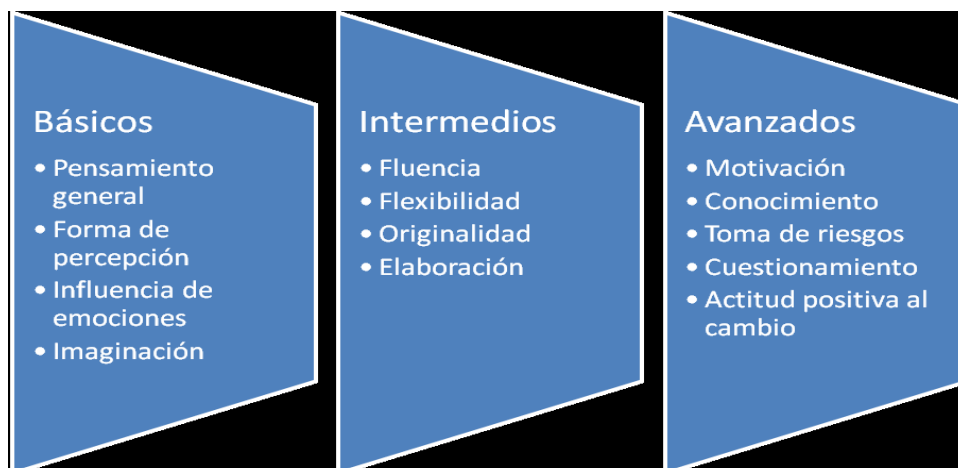 Básicos
• Pensamiento
general
• Forma de
percepción
• Influencia de
emociones
• Imaginación
Intermedios
• Fluencia
• Flexibilidad
• Originalidad
• Elaboración
Avanzados
• Motivación
• Conocimiento
• Toma de riesgos
• Cuestionamiento
• Actitud positiva al
cambio